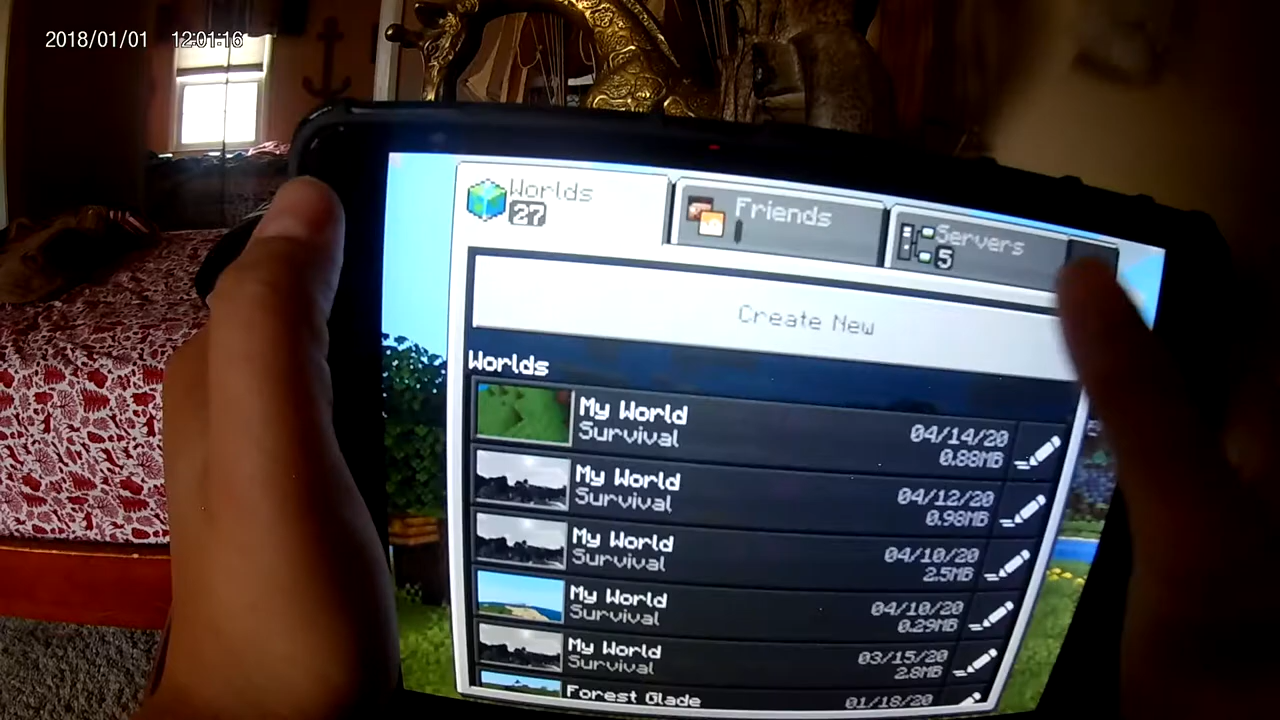 2018/01/01 12:01:16
Worlds
27
Friends
Servers
5
Create New
Worlds
My World
Survival
04/14/20
0.88MB
My World
Survival
04/12/20
0.98MB
My World
Survival
04/10/20
2.5MB
My World
Survival
04/10/20
0.29MB
My World
Survival
03/15/20
2.8MB
Forest Glade
01/18/20